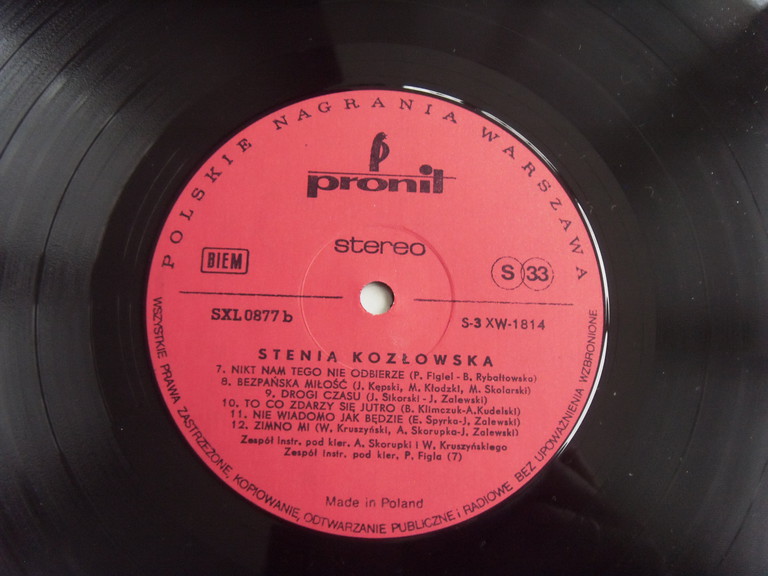 POLSKIE NAGRANIA WARSZAWA
pronit
stereo
BIEM
S 33
SXL 0877 b
S-3 XW-1814
STENIA KOZŁOWSKA
7. NIKT NAM TEGO NIE ODBIERZE (P. Figiel - B. Rybałtowska)
8. BEZPAŃSKA MIŁOŚĆ (J. Kępski, M. Kłodzki, M. Skolarski)
9. DROGI CZASU (J. Sikorski - J. Zalewski)
10. TO CO ZDARZY SIĘ JUTRO (B. Klimczuk-A.Kudelski)
11. NIE WIADOMO JAK BĘDZIE (E. Spyrka-J. Zalewski)
12. ZIMNO MI (W. Kruszyński, A. Skorupka-J. Zalewski)
Zespół Instr. pod kier. A. Skorupki i W. Kruszyńskiego
Zespół Instr. pod kier. P. Figla (7)
Made in Poland
WSZYSTKIE PRAWA ZASTRZEŻONE, KOPIOWANIE, ODTWARZANIE PUBLICZNE i RADIOWE BEZ UPOWAŻNIENIA WZBRONIONE